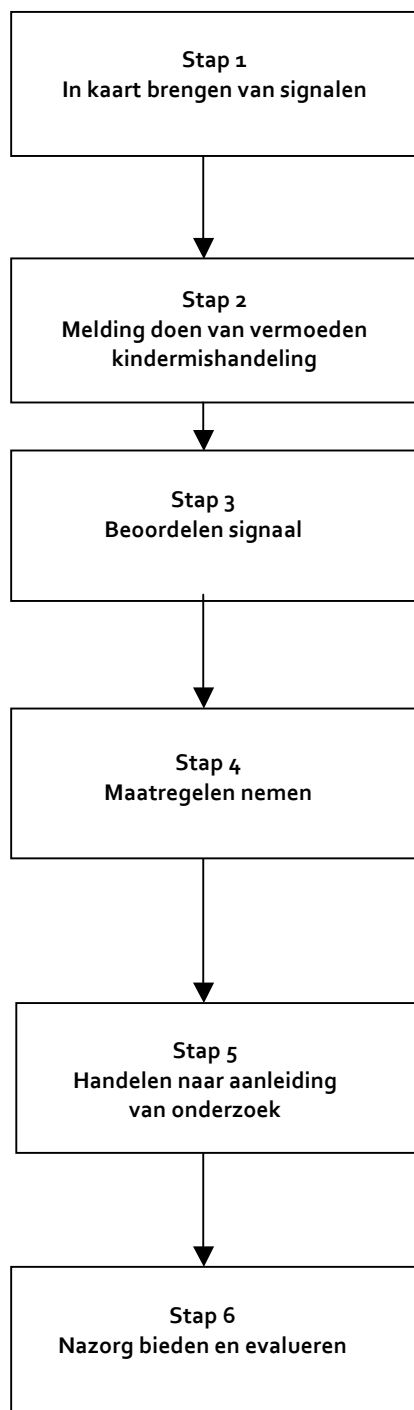 Stap 1
In kaart brengen van signalen
Stap 2
Melding doen van vermoeden
kindermishandeling
Stap 3
Beoordelen signaal
Stap 4
Maatregelen nemen
Stap 5
Handelen naar aanleiding
van onderzoek
Stap 6
Nazorg bieden en evalueren